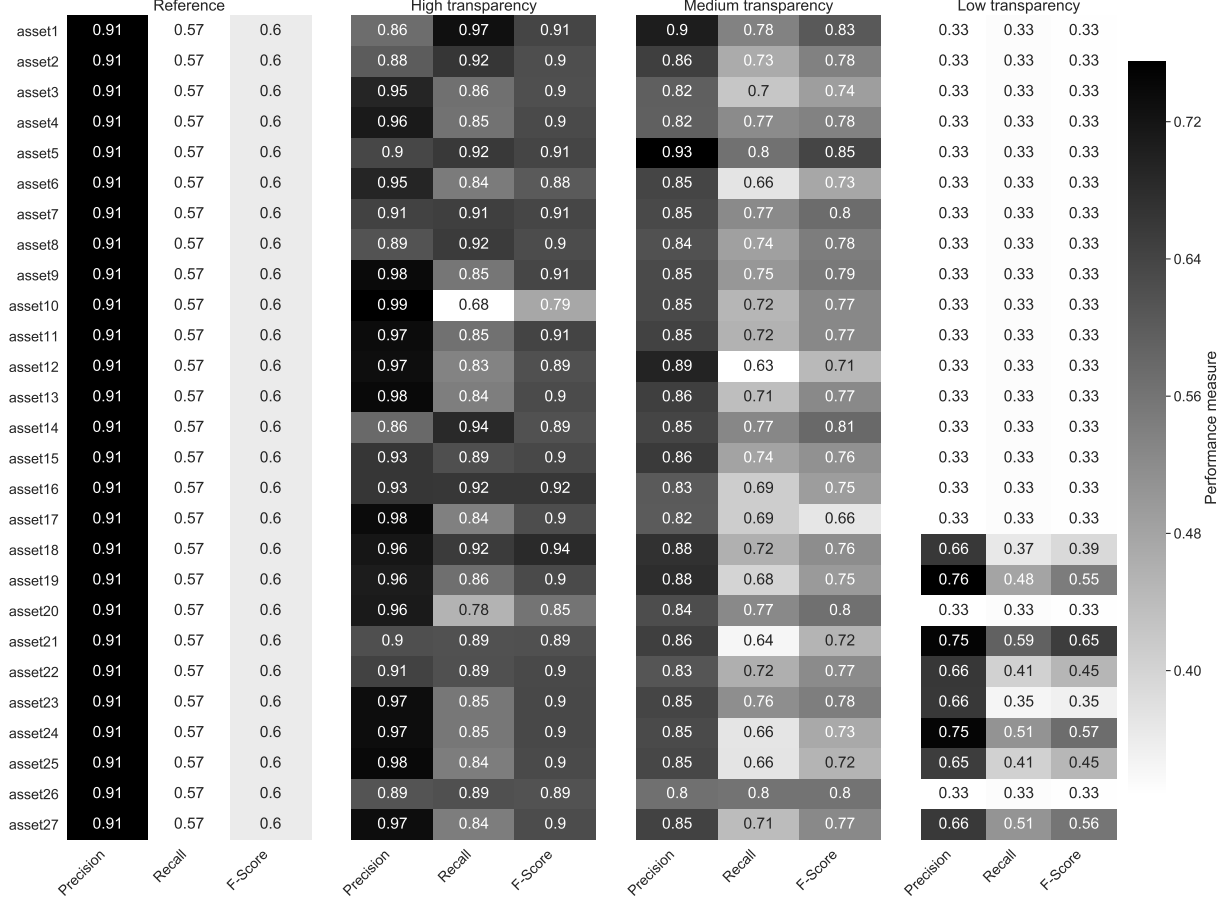 Reference High transparency Medium transparency Low transparency
asset1 0.91 0.57 0.6 0.86 0.97 0.91 0.9 0.78 0.83 0.33 0.33 0.33
asset2 0.91 0.57 0.6 0.88 0.92 0.9 0.86 0.73 0.78 0.33 0.33 0.33
asset3 0.91 0.57 0.6 0.95 0.86 0.9 0.82 0.7 0.74 0.33 0.33 0.33
asset4 0.91 0.57 0.6 0.96 0.85 0.9 0.82 0.77 0.78 0.33 0.33 0.33
0.72
asset5 0.91 0.57 0.6 0.9 0.92 0.91 0.93 0.8 0.85 0.33 0.33 0.33
asset6 0.91 0.57 0.6 0.95 0.84 0.88 0.85 0.66 0.73 0.33 0.33 0.33
asset7 0.91 0.57 0.6 0.91 0.91 0.91 0.85 0.77 0.8 0.33 0.33 0.33
asset8 0.91 0.57 0.6 0.89 0.92 0.9 0.84 0.74 0.78 0.33 0.33 0.33
0.64
asset9 0.91 0.57 0.6 0.98 0.85 0.91 0.85 0.75 0.79 0.33 0.33 0.33
asset10 0.91 0.57 0.6 0.99 0.68 0.79 0.85 0.72 0.77 0.33 0.33 0.33
asset11 0.91 0.57 0.6 0.97 0.85 0.91 0.85 0.72 0.77 0.33 0.33 0.33
asset12 0.91 0.57 0.6 0.97 0.83 0.89 0.89 0.63 0.71 0.33 0.33 0.33
asset13 0.91 0.57 0.6 0.98 0.84 0.9 0.86 0.71 0.77 0.33 0.33 0.33
0.56
asset14 0.91 0.57 0.6 0.86 0.94 0.89 0.85 0.77 0.81 0.33 0.33 0.33
Performance measure
asset15 0.91 0.57 0.6 0.93 0.89 0.9 0.86 0.74 0.76 0.33 0.33 0.33
asset16 0.91 0.57 0.6 0.93 0.92 0.92 0.83 0.69 0.75 0.33 0.33 0.33
asset17 0.91 0.57 0.6 0.98 0.84 0.9 0.82 0.69 0.66 0.33 0.33 0.33
0.48
asset18 0.91 0.57 0.6 0.96 0.92 0.94 0.88 0.72 0.76 0.66 0.37 0.39
asset19 0.91 0.57 0.6 0.96 0.86 0.9 0.88 0.68 0.75 0.76 0.48 0.55
asset20 0.91 0.57 0.6 0.96 0.78 0.85 0.84 0.77 0.8 0.33 0.33 0.33
asset21 0.91 0.57 0.6 0.9 0.89 0.89 0.86 0.64 0.72 0.75 0.59 0.65
asset22 0.91 0.57 0.6 0.91 0.89 0.9 0.83 0.72 0.77 0.66 0.41 0.45
0.40
asset23 0.91 0.57 0.6 0.97 0.85 0.9 0.85 0.76 0.78 0.66 0.35 0.35
asset24 0.91 0.57 0.6 0.97 0.85 0.9 0.85 0.66 0.73 0.75 0.51 0.57
asset25 0.91 0.57 0.6 0.98 0.84 0.9 0.85 0.66 0.72 0.65 0.41 0.45
asset26 0.91 0.57 0.6 0.89 0.89 0.89 0.8 0.8 0.8 0.33 0.33 0.33
asset27 0.91 0.57 0.6 0.97 0.84 0.9 0.85 0.71 0.77 0.66 0.51 0.56
Precision Recall F-Score Precision Recall F-Score Precision Recall F-Score Precision Recall F-Score